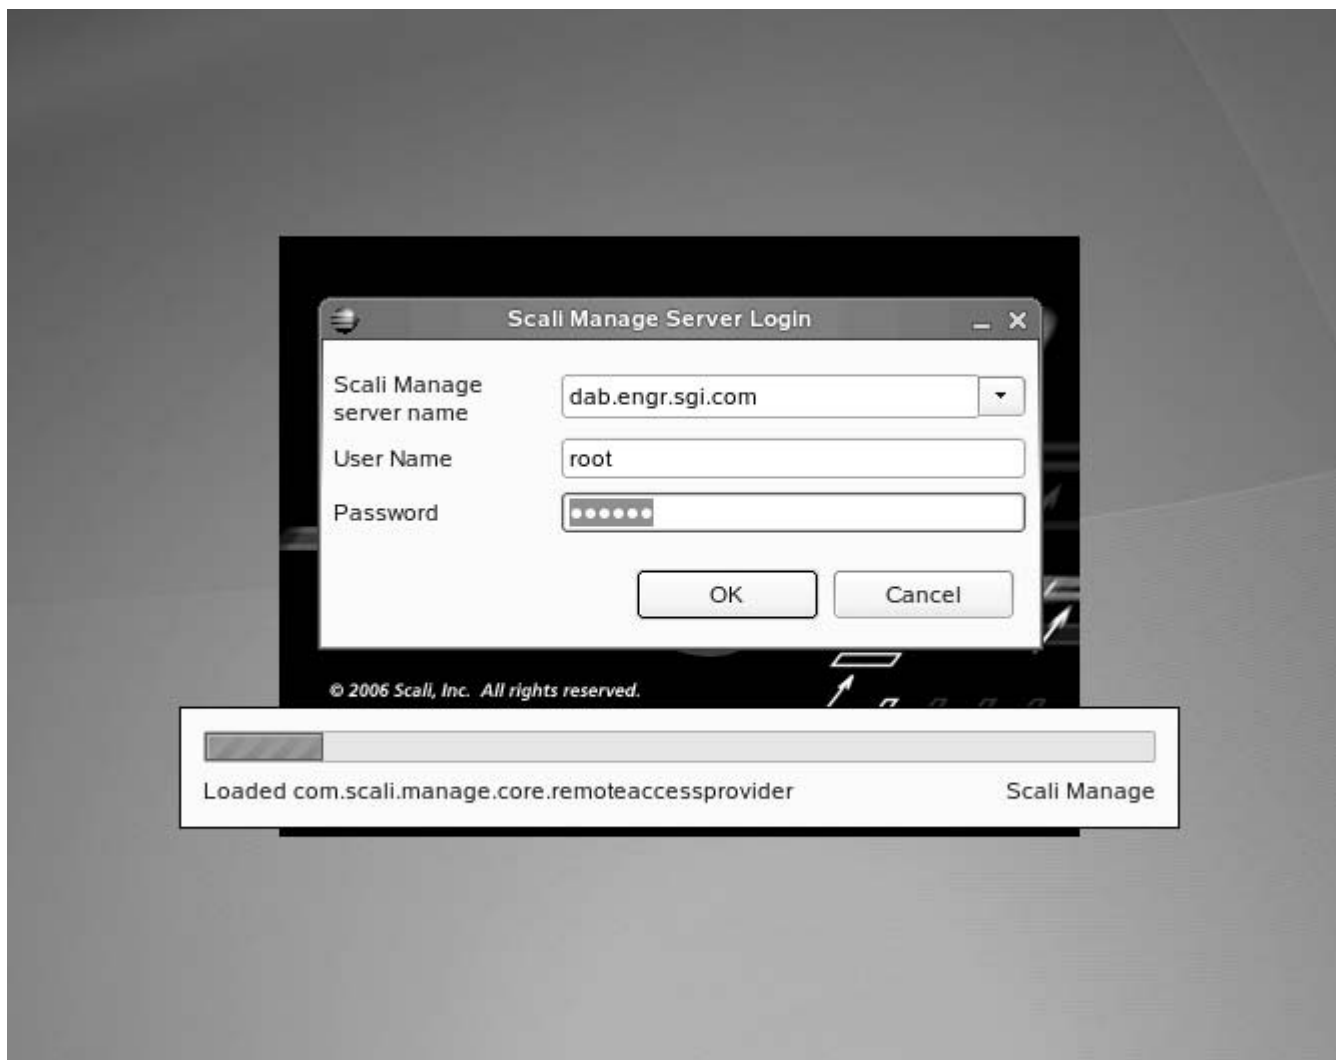 Scali Manage Server Login
Scali Manage
server name
dab.engr.sgi.com
User Name
root
Password
••••••
OK
Cancel
© 2006 Scali, Inc. All rights reserved.
Loaded com.scali.manage.core.remoteaccessprovider
Scali Manage